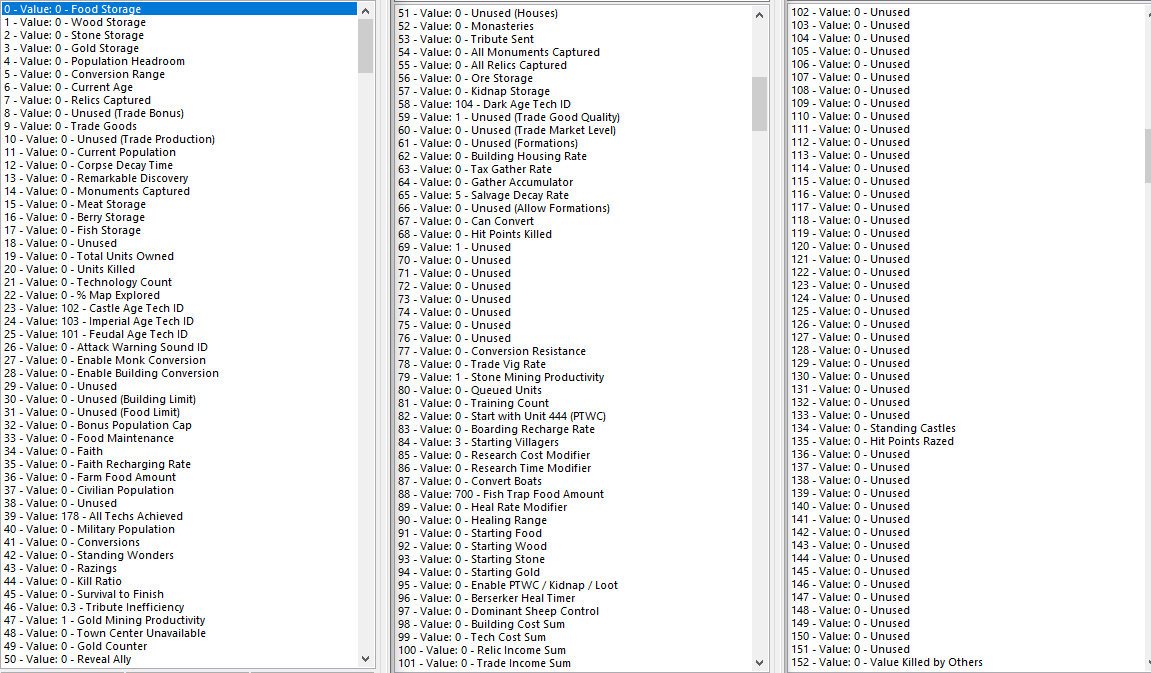 0 - Value: 0 - Food Storage
1 - Value: 0 - Wood Storage
2 - Value: 0 - Stone Storage
3 - Value: 0 - Gold Storage
4 - Value: 0 - Population Headroom
5 - Value: 0 - Conversion Range
6 - Value: 0 - Current Age
7 - Value: 0 - Relics Captured
8 - Value: 0 - Unused (Trade Bonus)
9 - Value: 0 - Trade Goods
10 - Value: 0 - Unused (Trade Production)
11 - Value: 0 - Current Population
12 - Value: 0 - Corpse Decay Time
13 - Value: 0 - Remarkable Discovery
14 - Value: 0 - Monuments Captured
15 - Value: 0 - Meat Storage
16 - Value: 0 - Berry Storage
17 - Value: 0 - Fish Storage
18 - Value: 0 - Unused
19 - Value: 0 - Total Units Owned
20 - Value: 0 - Units Killed
21 - Value: 0 - Technology Count
22 - Value: 0 - % Map Explored
23 - Value: 102 - Castle Age Tech ID
24 - Value: 103 - Imperial Age Tech ID
25 - Value: 101 - Feudal Age Tech ID
26 - Value: 0 - Attack Warning Sound ID
27 - Value: 0 - Enable Monk Conversion
28 - Value: 0 - Enable Building Conversion
29 - Value: 0 - Unused
30 - Value: 0 - Unused (Building Limit)
31 - Value: 0 - Unused (Food Limit)
32 - Value: 0 - Bonus Population Cap
33 - Value: 0 - Food Maintenance
34 - Value: 0 - Faith
35 - Value: 0 - Faith Recharging Rate
36 - Value: 0 - Farm Food Amount
37 - Value: 0 - Civilian Population
38 - Value: 0 - Unused
39 - Value: 178 - All Techs Achieved
40 - Value: 0 - Military Population
41 - Value: 0 - Conversions
42 - Value: 0 - Standing Wonders
43 - Value: 0 - Razings
44 - Value: 0 - Kill Ratio
45 - Value: 0 - Survival to Finish
46 - Value: 0.3 - Tribute Inefficiency
47 - Value: 1 - Gold Mining Productivity
48 - Value: 0 - Town Center Unavailable
49 - Value: 0 - Gold Counter
50 - Value: 0 - Reveal Ally
51 - Value: 0 - Unused (Houses)
52 - Value: 0 - Monasteries
53 - Value: 0 - Tribute Sent
54 - Value: 0 - All Monuments Captured
55 - Value: 0 - All Relics Captured
56 - Value: 0 - Ore Storage
57 - Value: 0 - Kidnap Storage
58 - Value: 104 - Dark Age Tech ID
59 - Value: 1 - Unused (Trade Good Quality)
60 - Value: 0 - Unused (Trade Market Level)
61 - Value: 0 - Unused (Formations)
62 - Value: 0 - Building Housing Rate
63 - Value: 0 - Tax Gather Rate
64 - Value: 0 - Gather Accumulator
65 - Value: 5 - Salvage Decay Rate
66 - Value: 0 - Unused (Allow Formations)
67 - Value: 0 - Can Convert
68 - Value: 0 - Hit Points Killed
69 - Value: 1 - Unused
70 - Value: 0 - Unused
71 - Value: 0 - Unused
72 - Value: 0 - Unused
73 - Value: 0 - Unused
74 - Value: 0 - Unused
75 - Value: 0 - Unused
76 - Value: 0 - Unused
77 - Value: 0 - Conversion Resistance
78 - Value: 0 - Trade Vig Rate
79 - Value: 1 - Stone Mining Productivity
80 - Value: 0 - Queued Units
81 - Value: 0 - Training Count
82 - Value: 0 - Start with Unit 444 (PTWC)
83 - Value: 0 - Boarding Recharge Rate
84 - Value: 3 - Starting Villagers
85 - Value: 0 - Research Cost Modifier
86 - Value: 0 - Research Time Modifier
87 - Value: 0 - Convert Boats
88 - Value: 700 - Fish Trap Food Amount
89 - Value: 0 - Heal Rate Modifier
90 - Value: 0 - Healing Range
91 - Value: 0 - Starting Food
92 - Value: 0 - Starting Wood
93 - Value: 0 - Starting Stone
94 - Value: 0 - Starting Gold
95 - Value: 0 - Enable PTWC / Kidnap / Loot
96 - Value: 0 - Berserker Heal Timer
97 - Value: 0 - Dominant Sheep Control
98 - Value: 0 - Building Cost Sum
99 - Value: 0 - Tech Cost Sum
100 - Value: 0 - Relic Income Sum
101 - Value: 0 - Trade Income Sum
102 - Value: 0 - Unused
103 - Value: 0 - Unused
104 - Value: 0 - Unused
105 - Value: 0 - Unused
106 - Value: 0 - Unused
107 - Value: 0 - Unused
108 - Value: 0 - Unused
109 - Value: 0 - Unused
110 - Value: 0 - Unused
111 - Value: 0 - Unused
112 - Value: 0 - Unused
113 - Value: 0 - Unused
114 - Value: 0 - Unused
115 - Value: 0 - Unused
116 - Value: 0 - Unused
117 - Value: 0 - Unused
118 - Value: 0 - Unused
119 - Value: 0 - Unused
120 - Value: 0 - Unused
121 - Value: 0 - Unused
122 - Value: 0 - Unused
123 - Value: 0 - Unused
124 - Value: 0 - Unused
125 - Value: 0 - Unused
126 - Value: 0 - Unused
127 - Value: 0 - Unused
128 - Value: 0 - Unused
129 - Value: 0 - Unused
130 - Value: 0 - Unused
131 - Value: 0 - Unused
132 - Value: 0 - Unused
133 - Value: 0 - Unused
134 - Value: 0 - Standing Castles
135 - Value: 0 - Hit Points Razed
136 - Value: 0 - Unused
137 - Value: 0 - Unused
138 - Value: 0 - Unused
139 - Value: 0 - Unused
140 - Value: 0 - Unused
141 - Value: 0 - Unused
142 - Value: 0 - Unused
143 - Value: 0 - Unused
144 - Value: 0 - Unused
145 - Value: 0 - Unused
146 - Value: 0 - Unused
147 - Value: 0 - Unused
148 - Value: 0 - Unused
149 - Value: 0 - Unused
150 - Value: 0 - Unused
151 - Value: 0 - Unused
152 - Value: 0 - Value Killed by Others